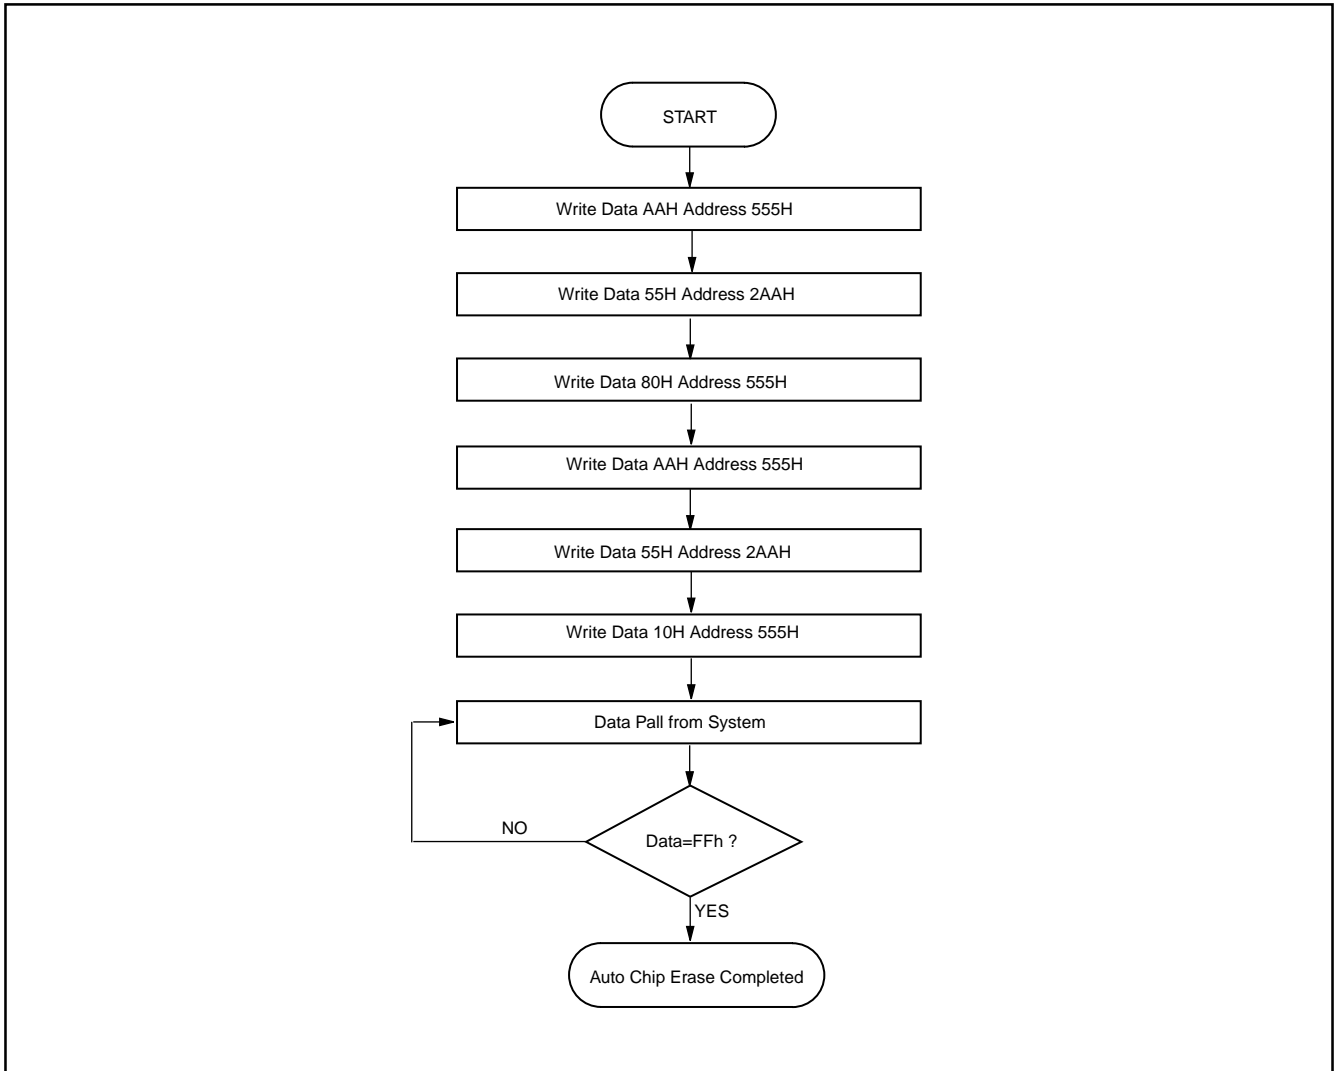 START
Write Data AAH Address 555H
Write Data 55H Address 2AAH
Write Data 80H Address 555H
Write Data AAH Address 555H
Write Data 55H Address 2AAH
Write Data 10H Address 555H
Data Pall from System
NO
Data=FFh ?
YES
Auto Chip Erase Completed